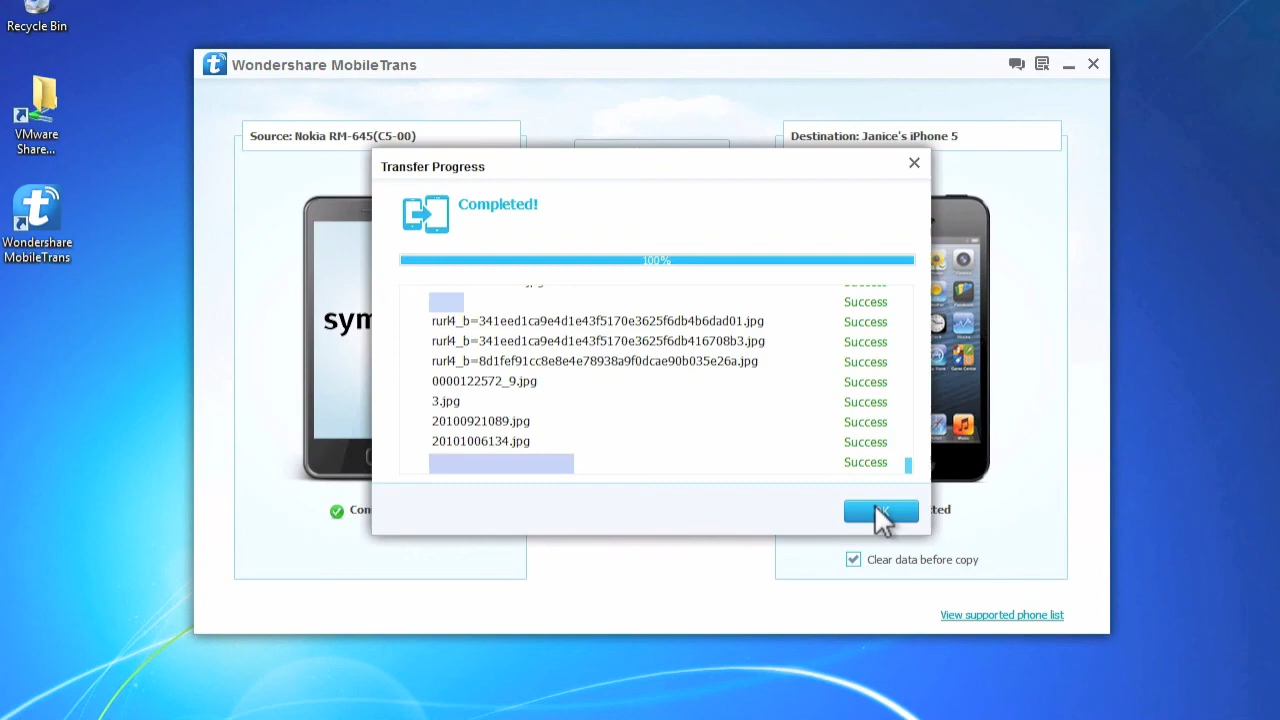 Recycle Bin
VMware
Share...
Wondershare
MobileTrans
Wondershare MobileTrans
Source: Nokia RM-645(C5-00)
Destination: Janice's iPhone 5
Transfer Progress
Completed!
100%
Success
rurl4_b=341eed1ca9e4d1e43f5170e3625f6db4b6dad01.jpg Success
rurl4_b=341eed1ca9e4d1e43f5170e3625f6db416708b3.jpg Success
rurl4_b=8d1fef91cc8e8e4e78938a9f0dcae90b035e26a.jpg Success
0000122572_9.jpg Success
3.jpg Success
20100921089.jpg Success
20101006134.jpg Success
Success
sym
Con
cted
Clear data before copy
View supported phone list